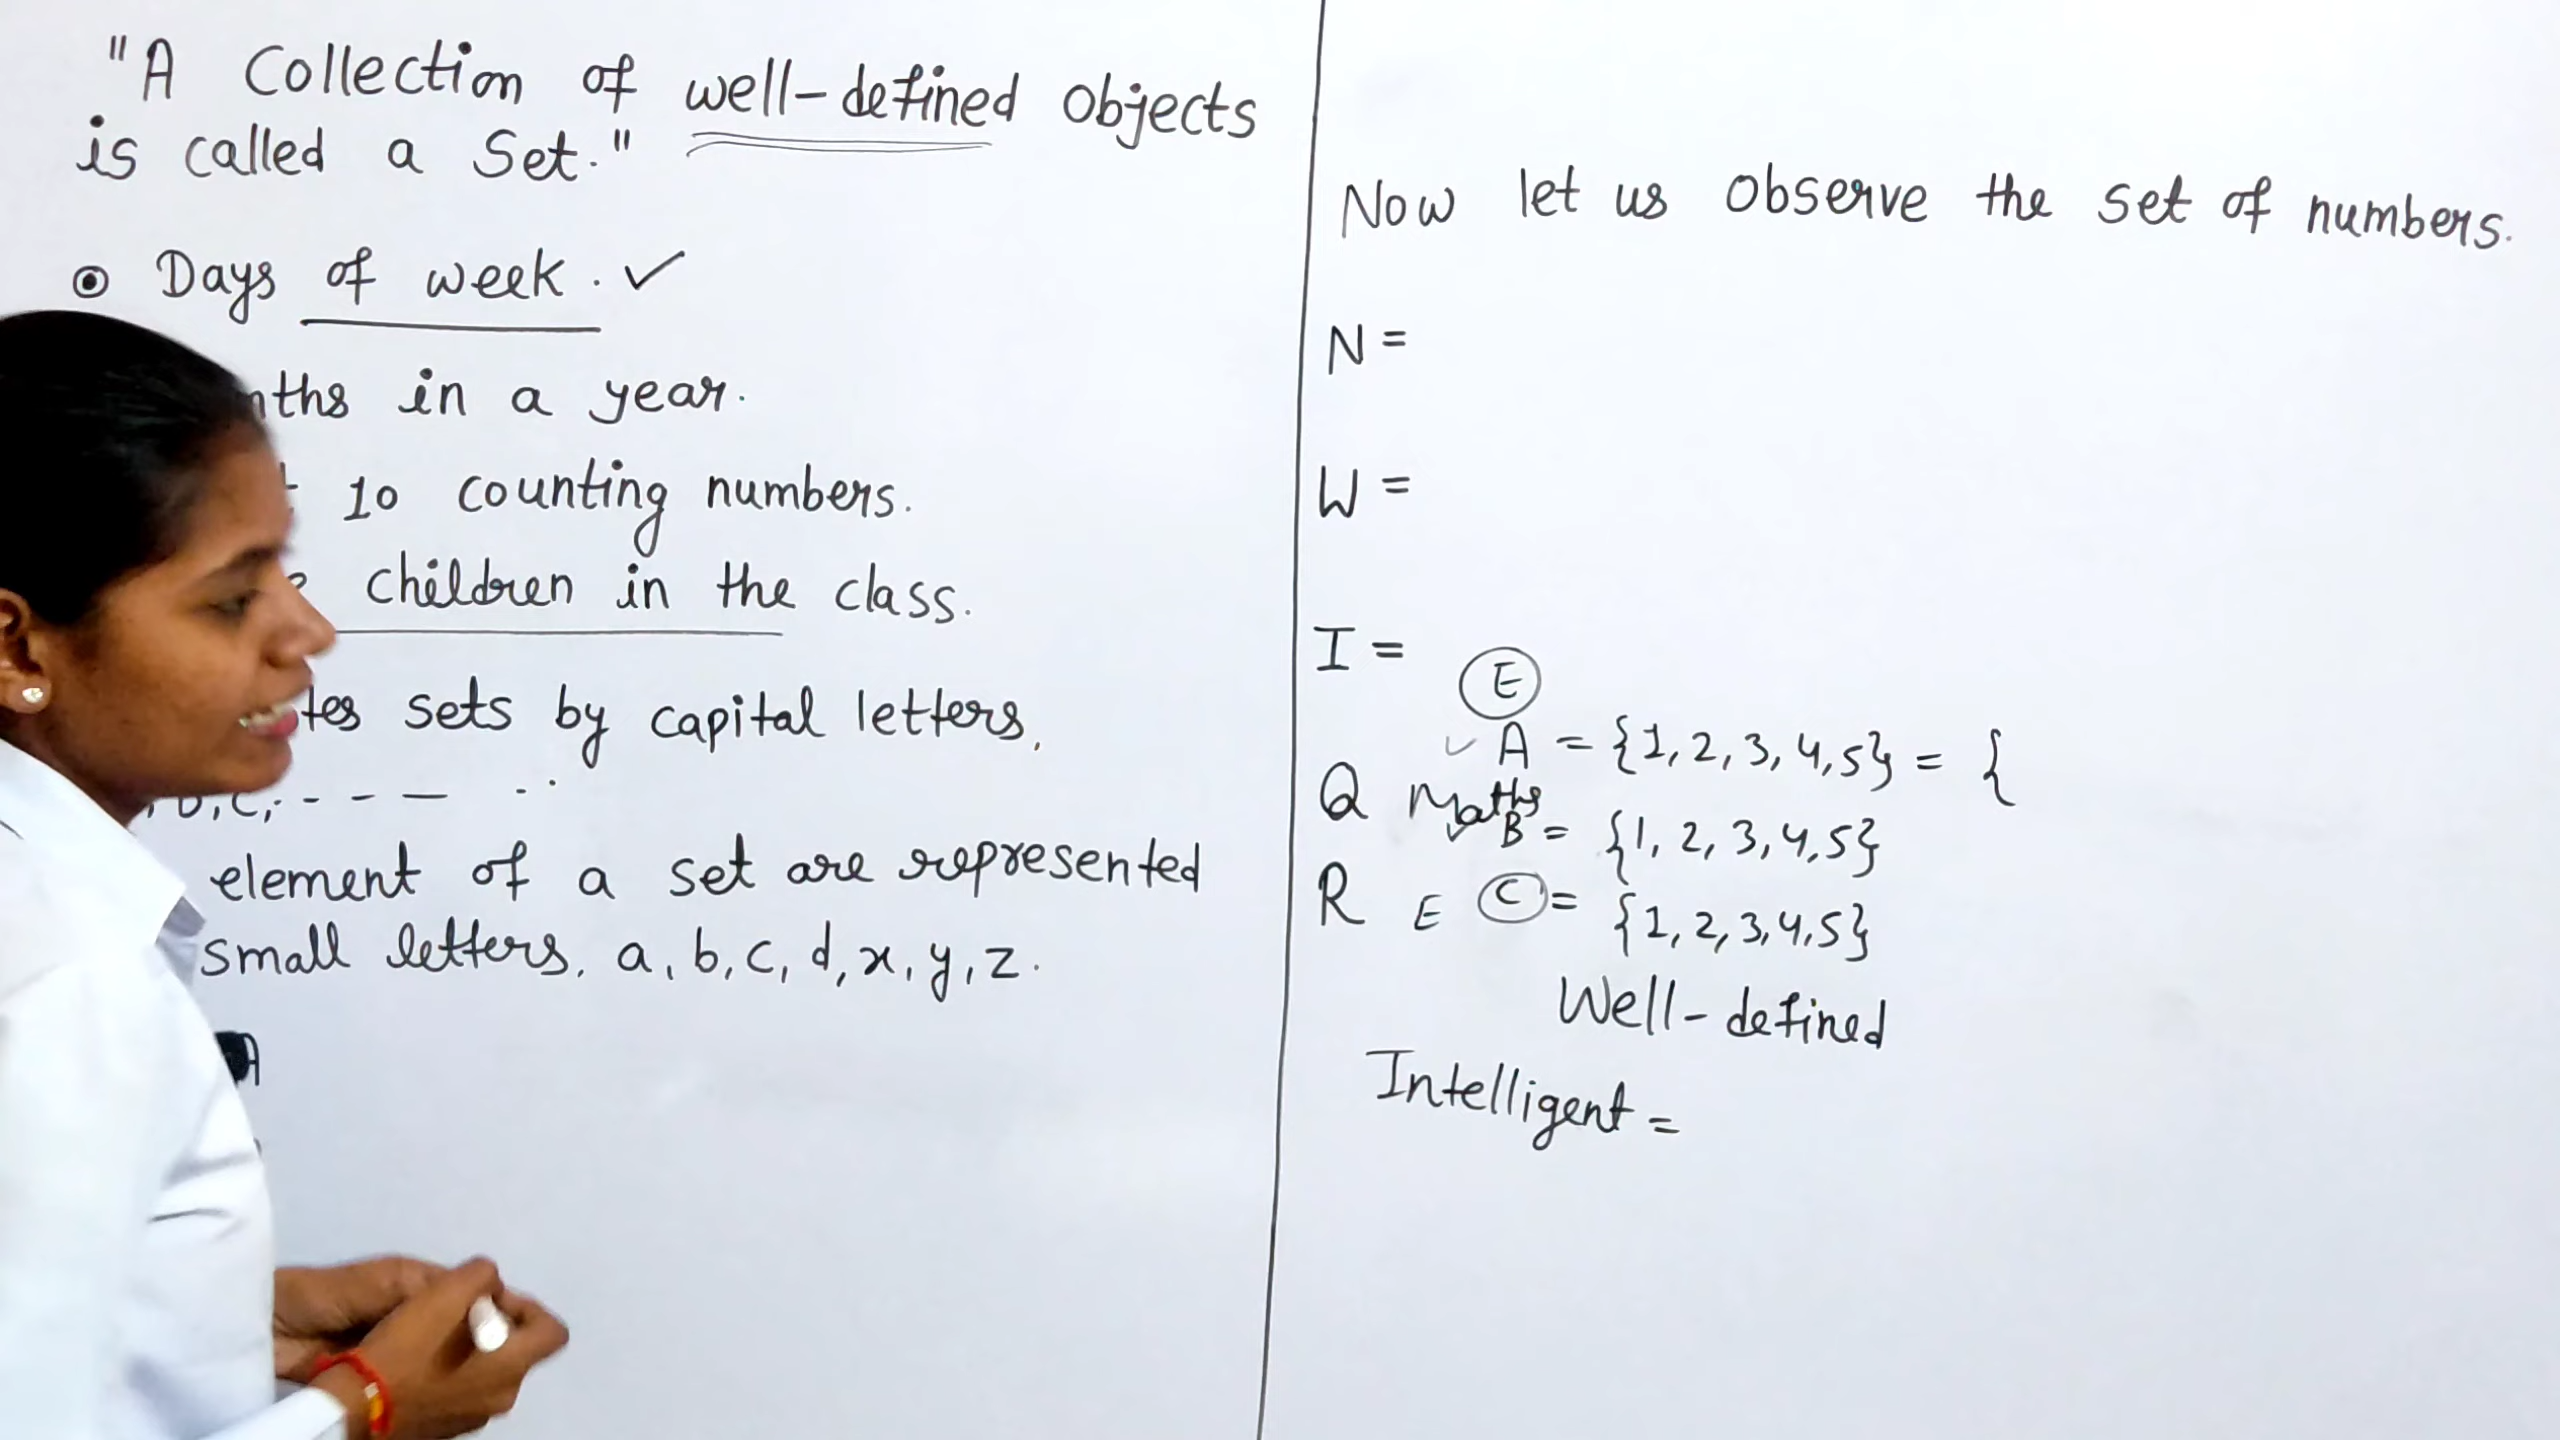 "A Collection of well-defined objects
is called a Set."
Days of week. ✓
in a year.
10 counting numbers.
children in the class.
sets by capital letters,
element of a set are represented
small letters, a, b, c, d, x, y, z.
A
Now let us observe the set of numbers.
N =
W =
I =
E
✓ A = {1, 2, 3, 4, 5} = {
Q Maths
✓ B = {1, 2, 3, 4, 5}
R E C = {1, 2, 3, 4, 5}
Well-defined
Intelligent =